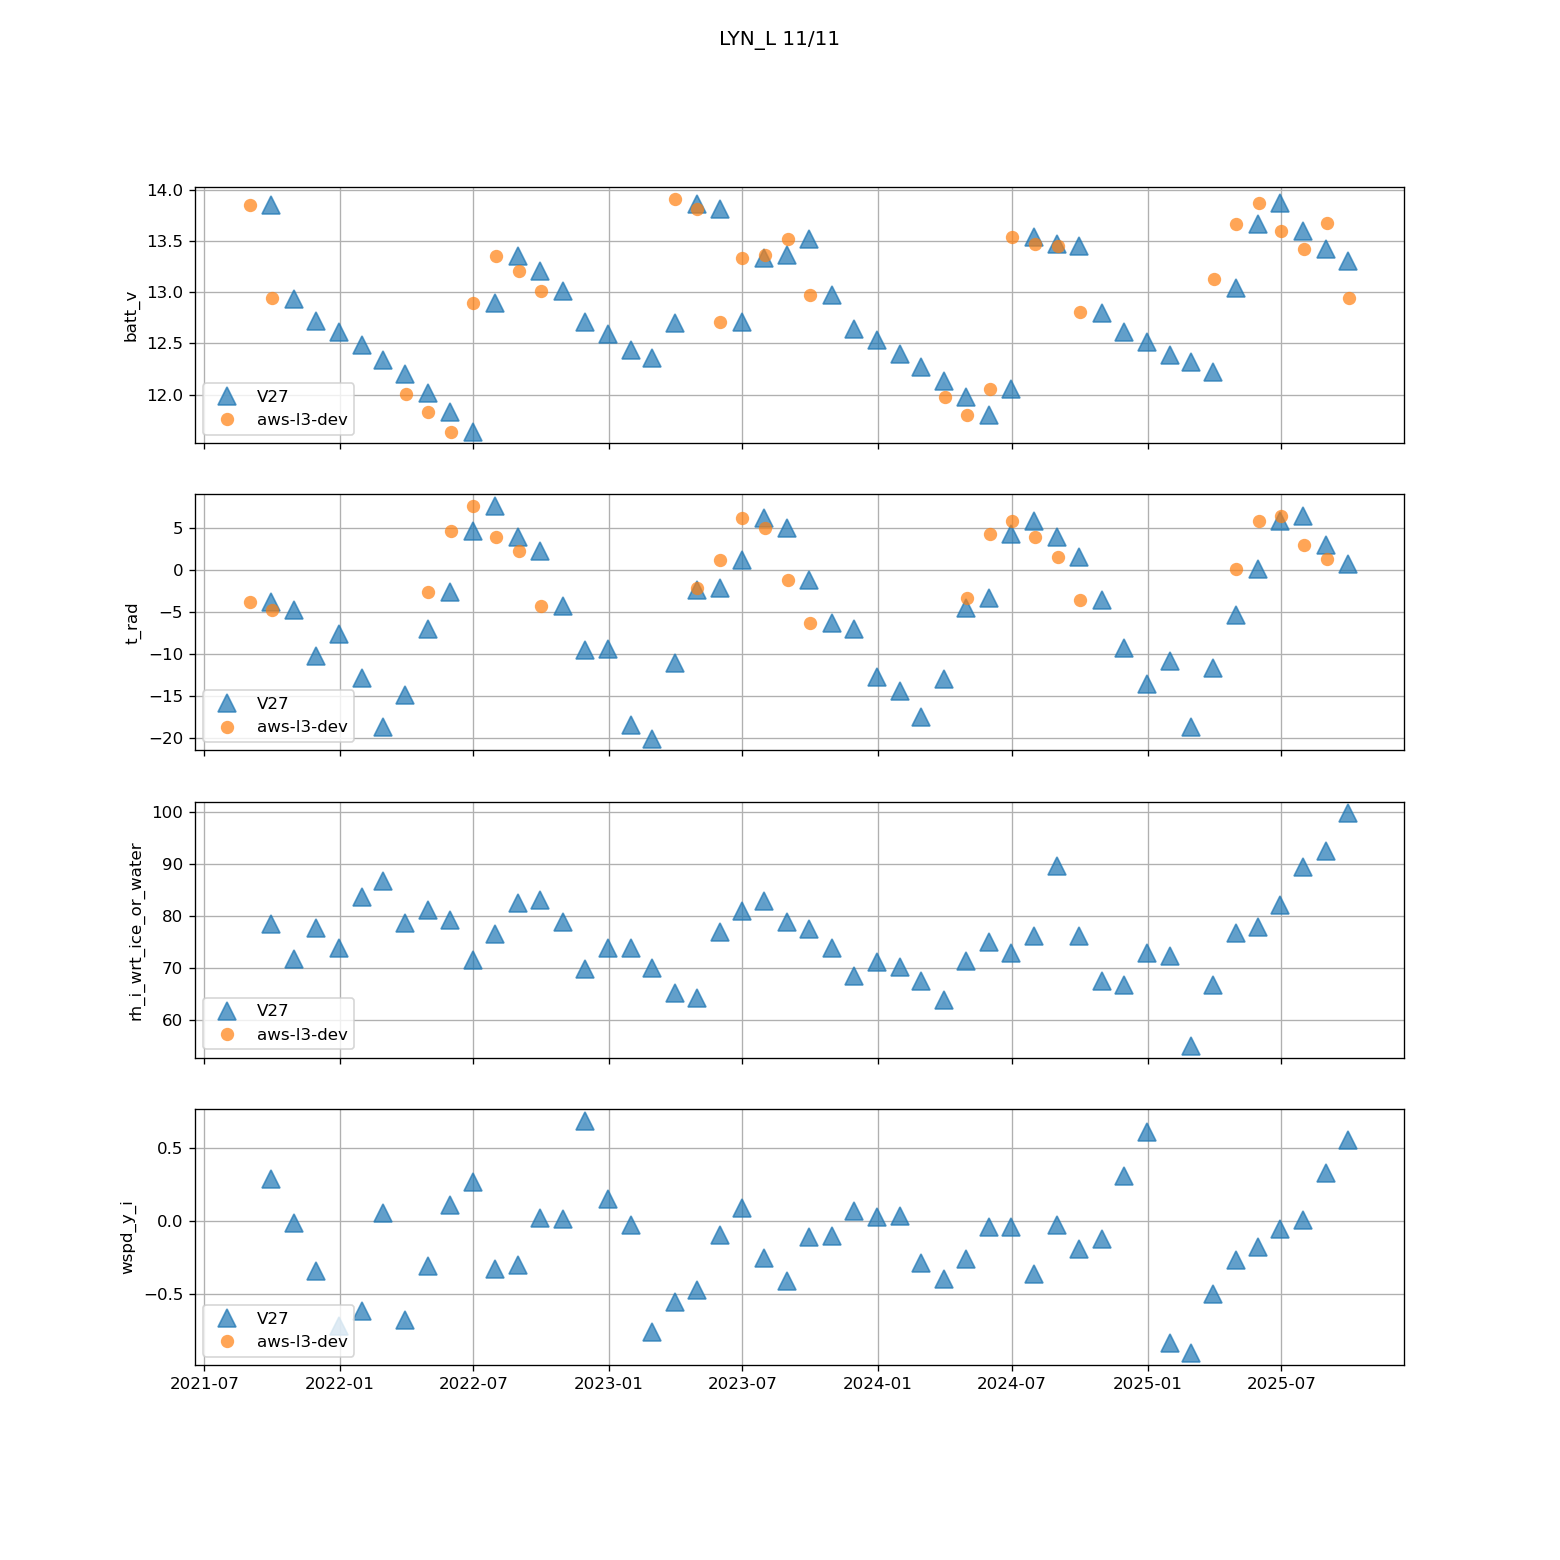 LYN_L 11/11
14.0
13.5
13.0
12.5
12.0
batt_v
V27
aws-l3-dev
5
0
−5
−10
−15
−20
t_rad
V27
aws-l3-dev
100
90
80
70
60
rh_i_wrt_ice_or_water
V27
aws-l3-dev
0.5
0.0
−0.5
wspd_y_i
V27
aws-l3-dev
2021-07 2022-01 2022-07 2023-01 2023-07 2024-01 2024-07 2025-01 2025-07